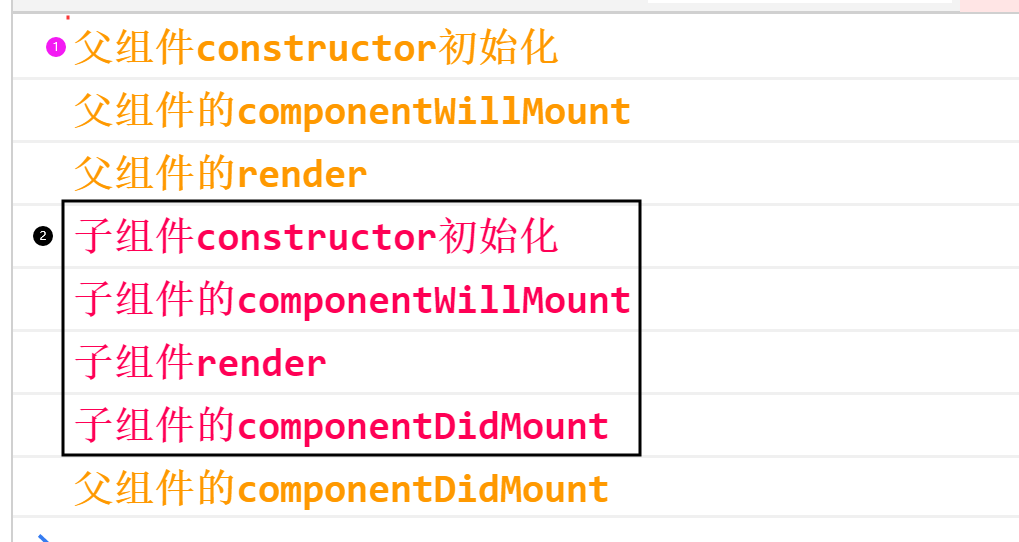 1 父组件constructor初始化
父组件的componentWillMount
父组件的render
2 子组件constructor初始化
子组件的componentWillMount
子组件render
子组件的componentDidMount
父组件的componentDidMount